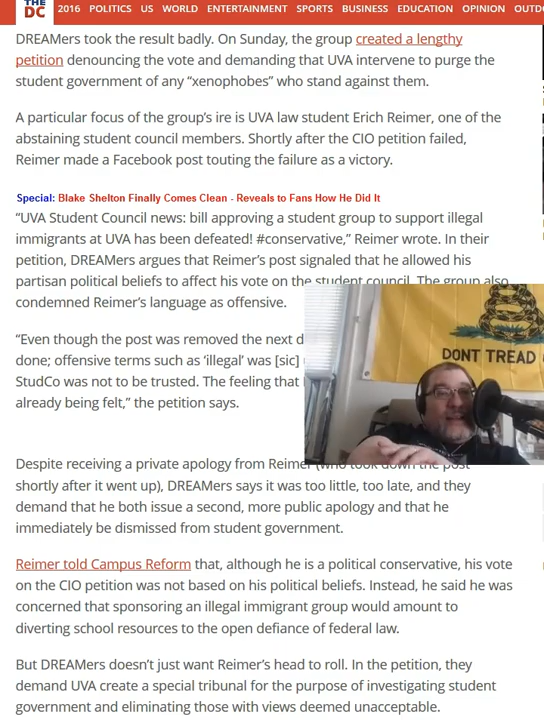 THE
DC
2016 POLITICS US WORLD ENTERTAINMENT SPORTS BUSINESS EDUCATION OPINION OUTD
DREAMers took the result badly. On Sunday, the group created a lengthy
petition denouncing the vote and demanding that UVA intervene to purge the
student government of any “xenophobes” who stand against them.
A particular focus of the group’s ire is UVA law student Erich Reimer, one of the
abstaining student council members. Shortly after the CIO petition failed,
Reimer made a Facebook post touting the failure as a victory.
Special: Blake Shelton Finally Comes Clean - Reveals to Fans How He Did It
“UVA Student Council news: bill approving a student group to support illegal
immigrants at UVA has been defeated! #conservative,” Reimer wrote. In their
petition, DREAMers argues that Reimer’s post signaled that he allowed his
partisan political beliefs to affect his vote on the student council. The group also
condemned Reimer’s language as offensive.
“Even though the post was removed the next d
done; offensive terms such as ‘illegal’ was [sic]
StudCo was not to be trusted. The feeling that
already being felt,” the petition says.
DONT TREAD
Despite receiving a private apology from Reimer (who took down the post
shortly after it went up), DREAMers says it was too little, too late, and they
demand that he both issue a second, more public apology and that he
immediately be dismissed from student government.
Reimer told Campus Reform that, although he is a political conservative, his vote
on the CIO petition was not based on his political beliefs. Instead, he said he was
concerned that sponsoring an illegal immigrant group would amount to
diverting school resources to the open defiance of federal law.
But DREAMers doesn’t just want Reimer’s head to roll. In the petition, they
demand UVA create a special tribunal for the purpose of investigating student
government and eliminating those with views deemed unacceptable.